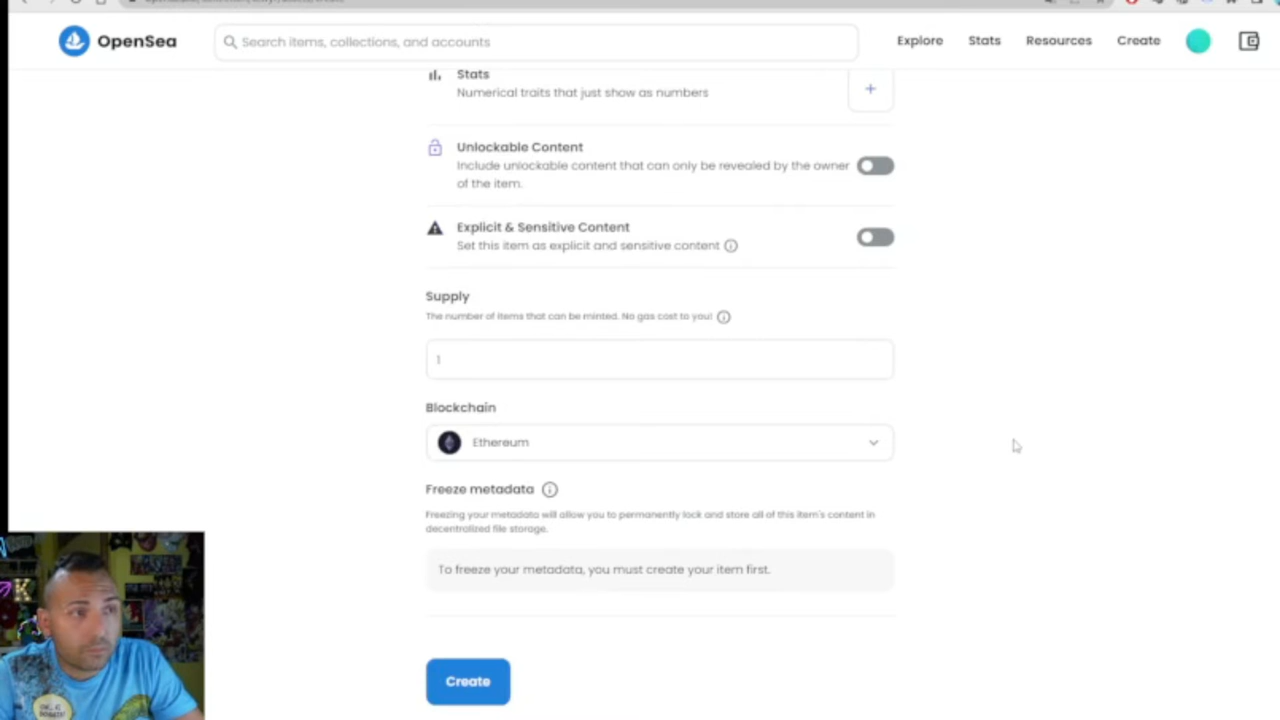 OpenSea
Search items, collections, and accounts
Explore
Stats
Resources
Create
Stats
Numerical traits that just show as numbers
Unlockable Content
Include unlockable content that can only be revealed by the owner
of the item.
Explicit & Sensitive Content
Set this item as explicit and sensitive content
Supply
The number of items that can be minted. No gas cost to you!
1
Blockchain
Ethereum
Freeze metadata
Freezing your metadata will allow you to permanently lock and store all of this item's content in
decentralized file storage.
To freeze your metadata, you must create your item first.
Create